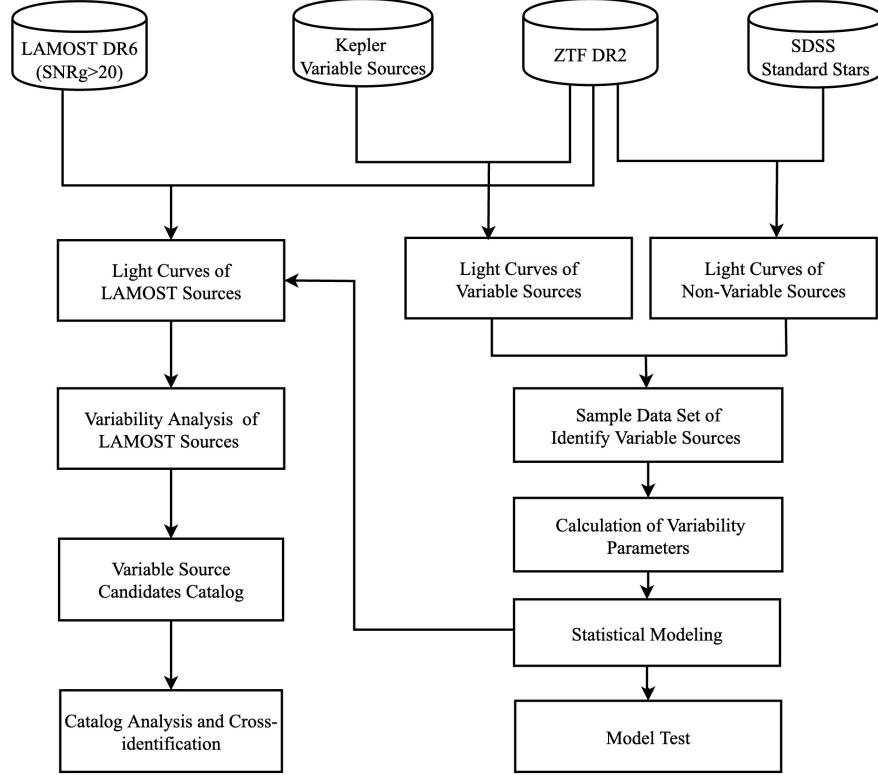 LAMOST DR6
(SNRg>20)
Kepler
Variable Sources
ZTF DR2
SDSS
Standard Stars
Light Curves of
LAMOST Sources
Light Curves of
Variable Sources
Light Curves of
Non-Variable Sources
Variability Analysis of
LAMOST Sources
Sample Data Set of
Identify Variable Sources
Calculation of Variability
Parameters
Variable Source
Candidates Catalog
Statistical Modeling
Catalog Analysis and Cross-
identification
Model Test